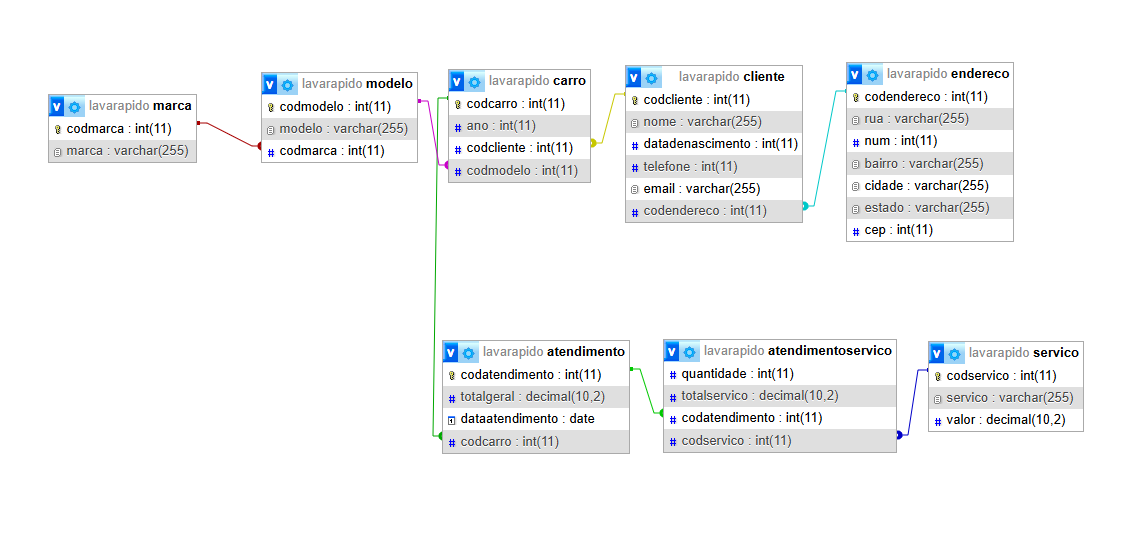 lavarapido marca
codmarca : int(11)
marca : varchar(255)
lavarapido modelo
codmodelo : int(11)
modelo : varchar(255)
codmarca : int(11)
lavarapido carro
codcarro : int(11)
ano : int(11)
codcliente : int(11)
codmodelo : int(11)
lavarapido cliente
codcliente : int(11)
nome : varchar(255)
datadenascimento : int(11)
telefone : int(11)
email : varchar(255)
codendereco : int(11)
lavarapido endereco
codendereco : int(11)
rua : varchar(255)
num : int(11)
bairro : varchar(255)
cidade : varchar(255)
estado : varchar(255)
cep : int(11)
lavarapido atendimento
codatendimento : int(11)
totalgeral : decimal(10,2)
dataatendimento : date
codcarro : int(11)
lavarapido atendimentoservico
quantidade : int(11)
totalservico : decimal(10,2)
codatendimento : int(11)
codservico : int(11)
lavarapido servico
codservico : int(11)
servico : varchar(255)
valor : decimal(10,2)